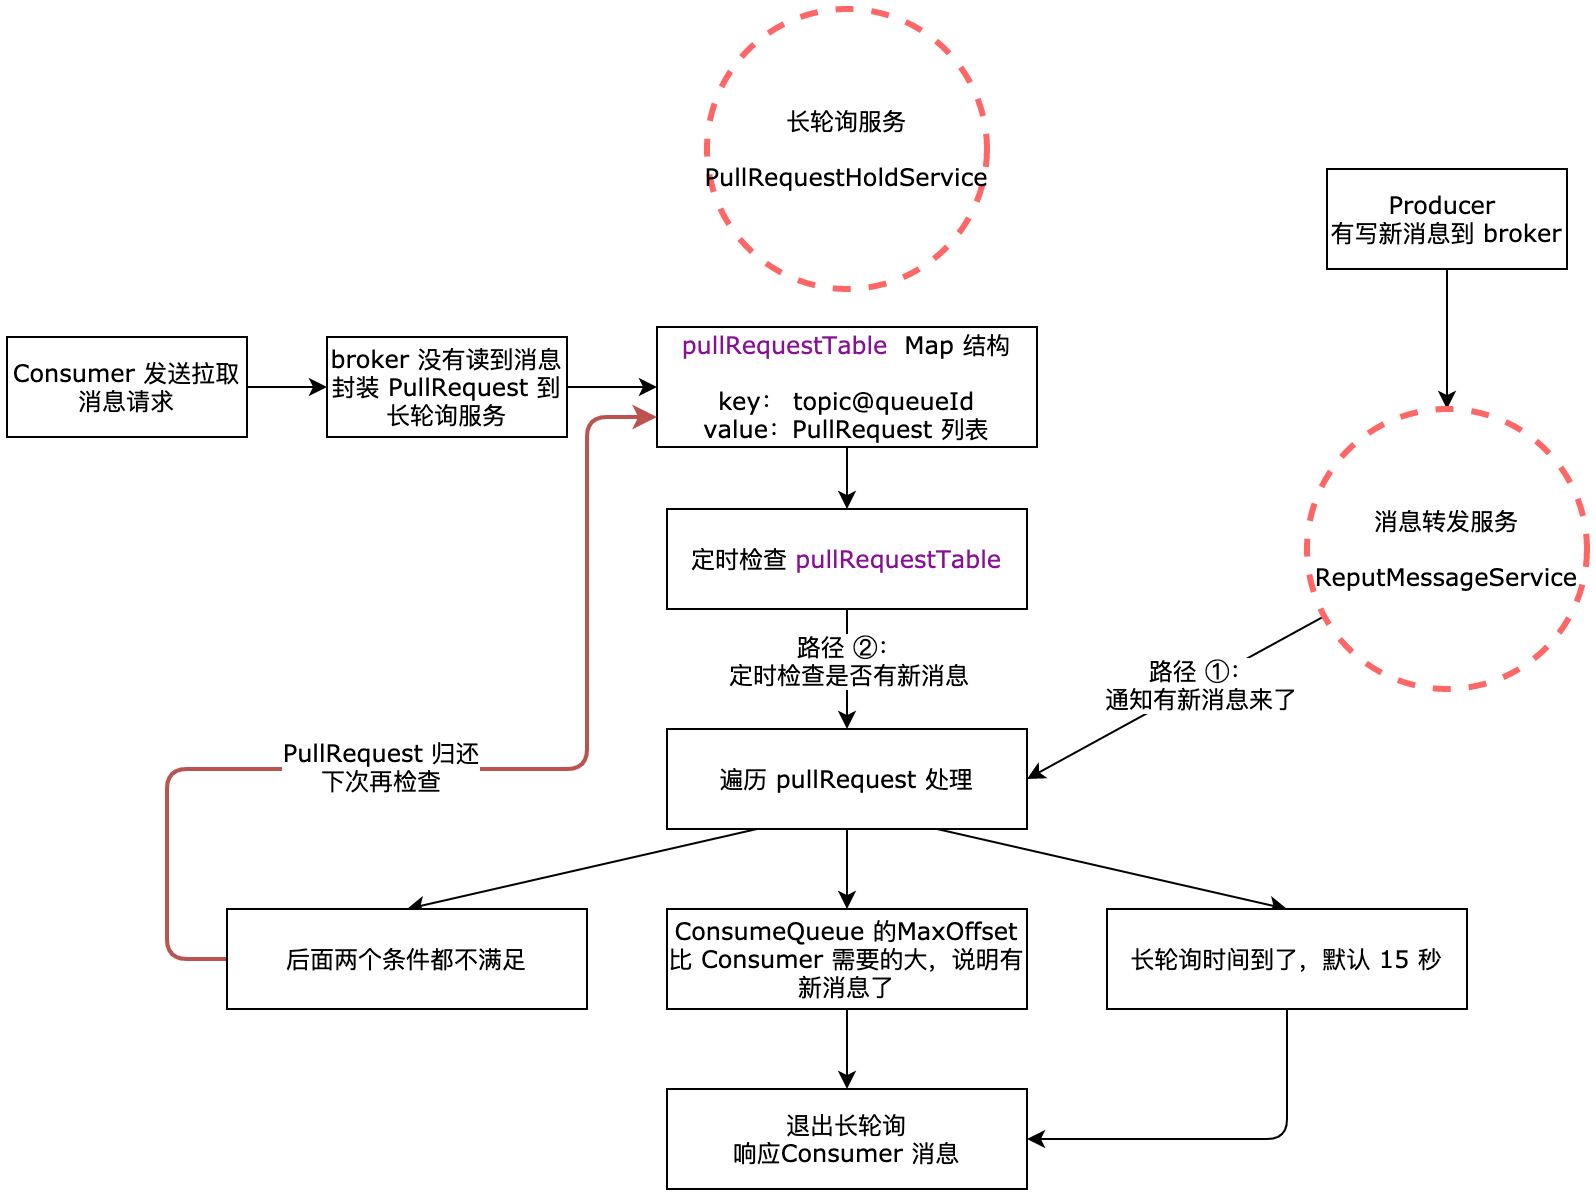 长轮询服务
PullRequestHoldService
Producer
有写新消息到 broker
Consumer 发送拉取
消息请求
broker 没有读到消息
封装 PullRequest 到
长轮询服务
pullRequestTable Map 结构
key： topic@queueId
value：PullRequest 列表
定时检查 pullRequestTable
消息转发服务
ReputMessageService
路径 ②：
定时检查是否有新消息
路径 ①：
通知有新消息来了
PullRequest 归还
下次再检查
遍历 pullRequest 处理
后面两个条件都不满足
ConsumeQueue 的MaxOffset
比 Consumer 需要的大，说明有
新消息了
长轮询时间到了，默认 15 秒
退出长轮询
响应Consumer 消息